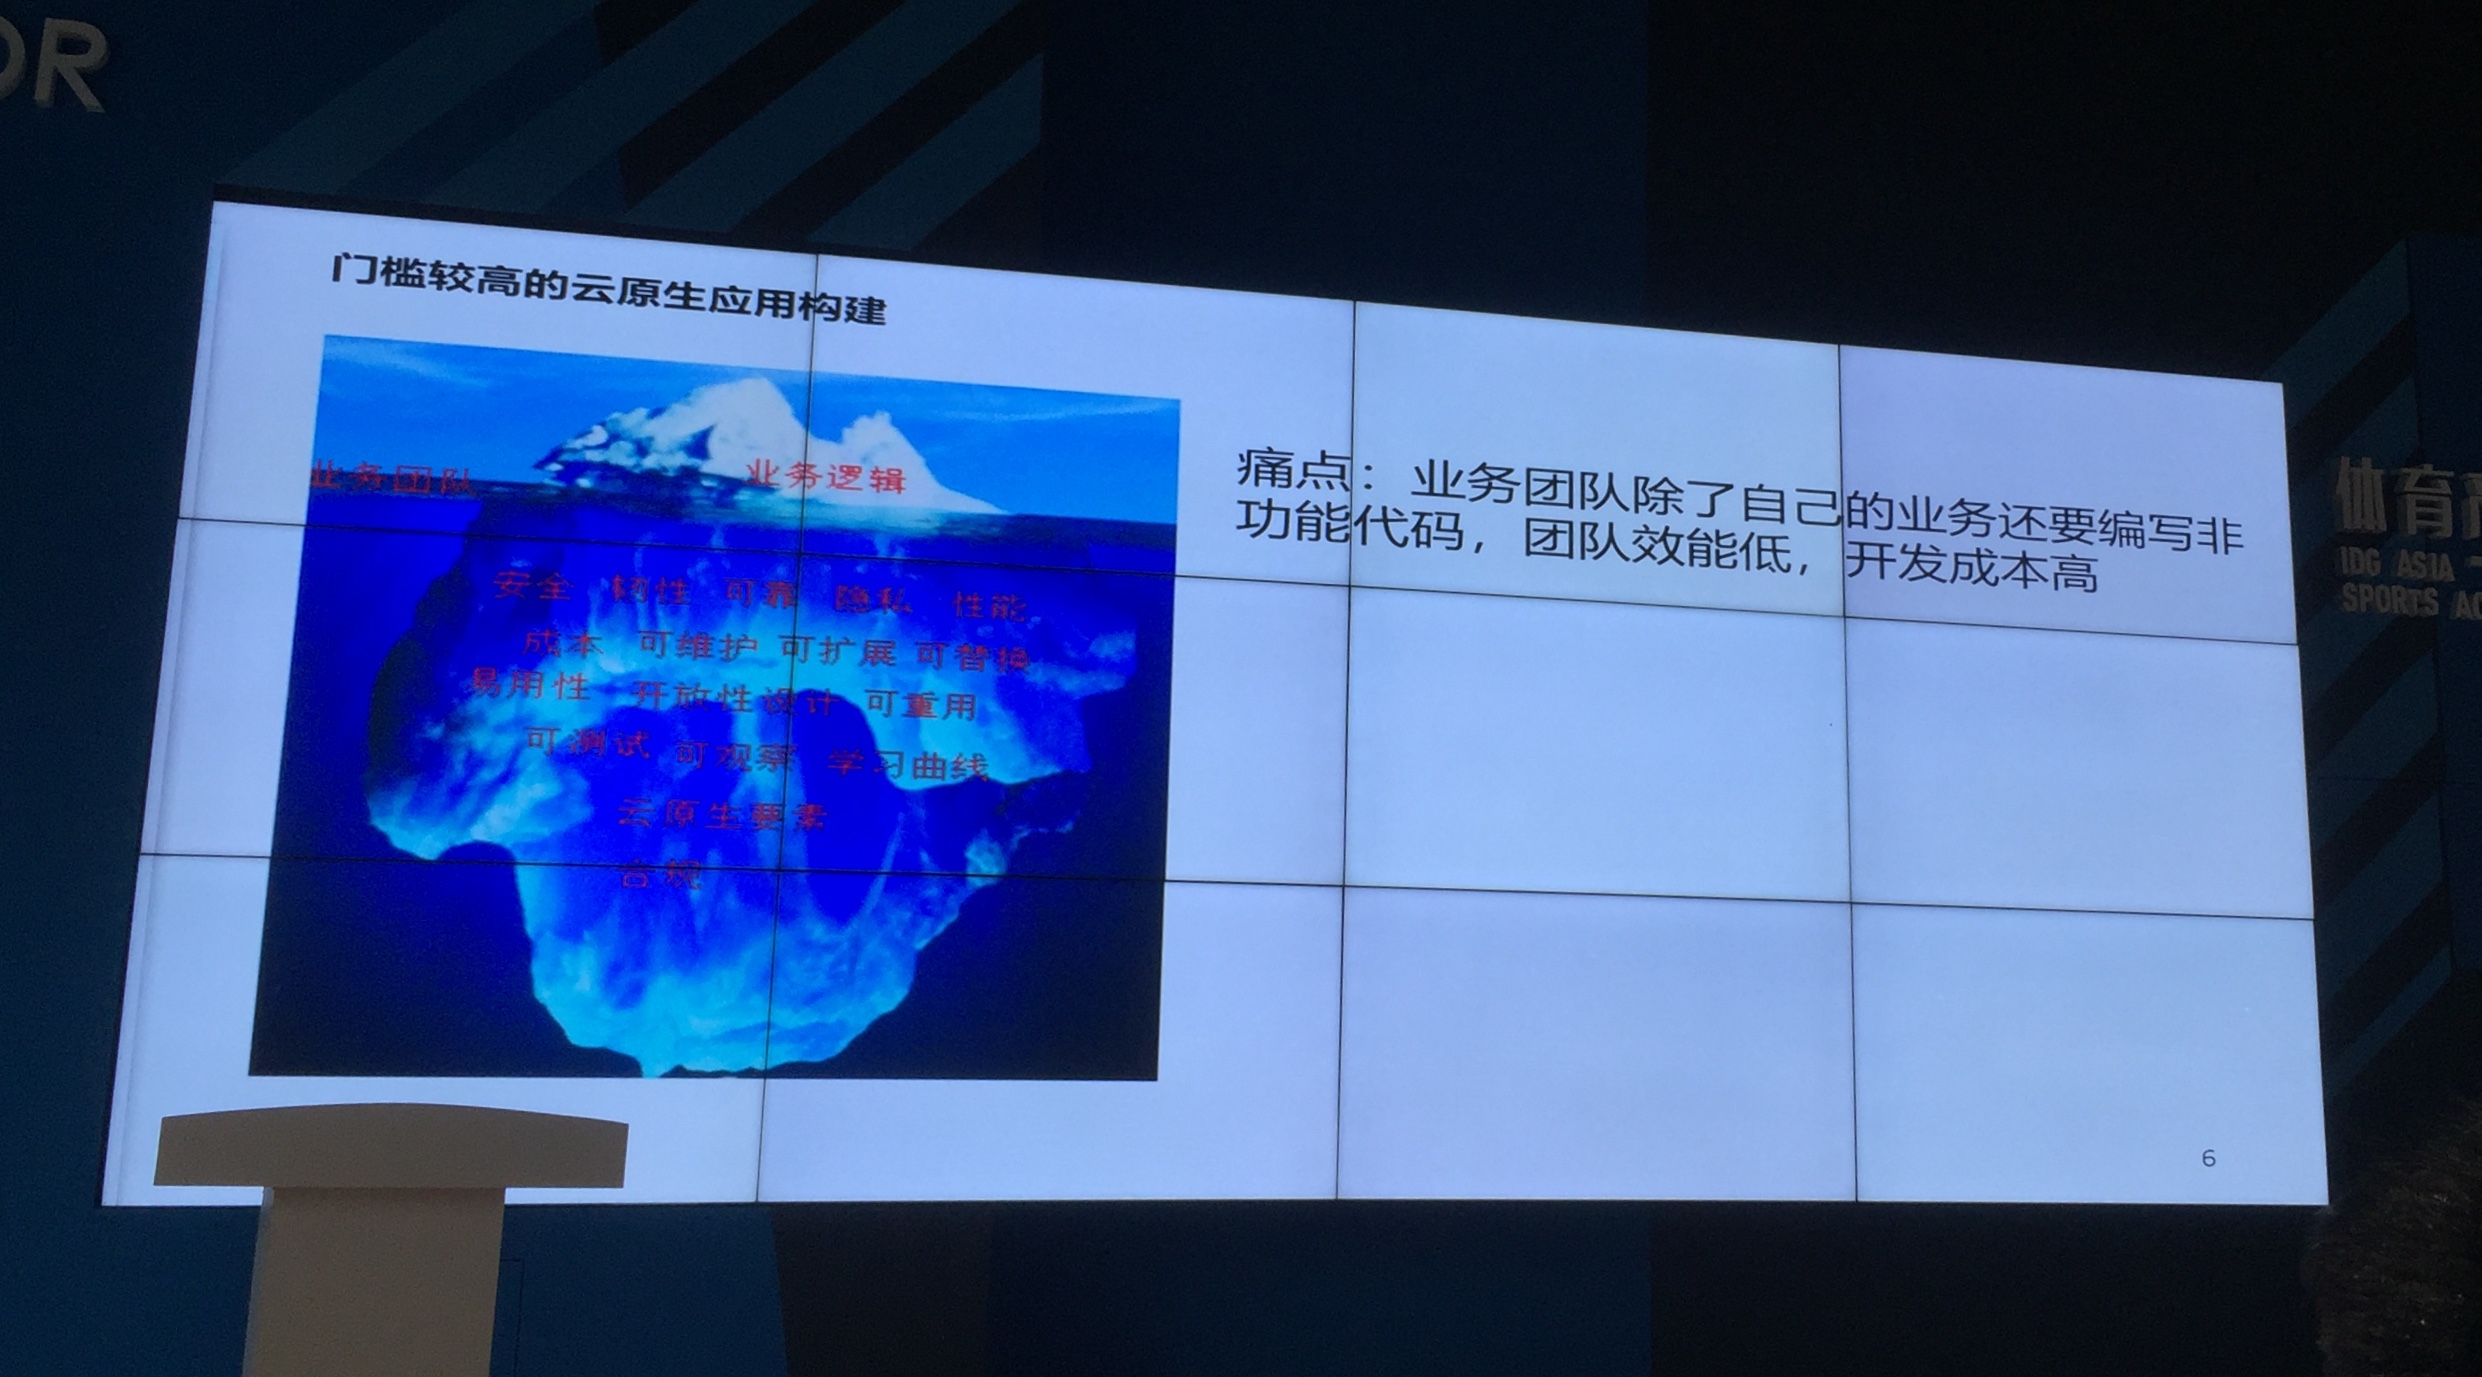 OR
门槛较高的云原生应用构建
业务团队 业务逻辑
安全 韧性 可靠 隐私 性能
成本 可维护 可扩展 可替换
易用性 开放性设计 可重用
可测试 可观察 学习曲线
云原生要素
合规
痛点：业务团队除了自己的业务还要编写非
功能代码，团队效能低，开发成本高
6
体育
IDG ASIA
SPORTS